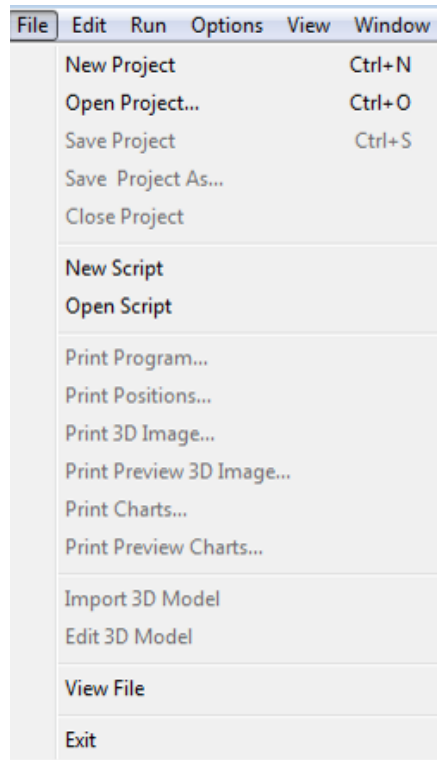 File Edit Run Options View Window
New Project Ctrl+N
Open Project... Ctrl+O
Save Project Ctrl+S
Save Project As...
Close Project
New Script
Open Script
Print Program...
Print Positions...
Print 3D Image...
Print Preview 3D Image...
Print Charts...
Print Preview Charts...
Import 3D Model
Edit 3D Model
View File
Exit